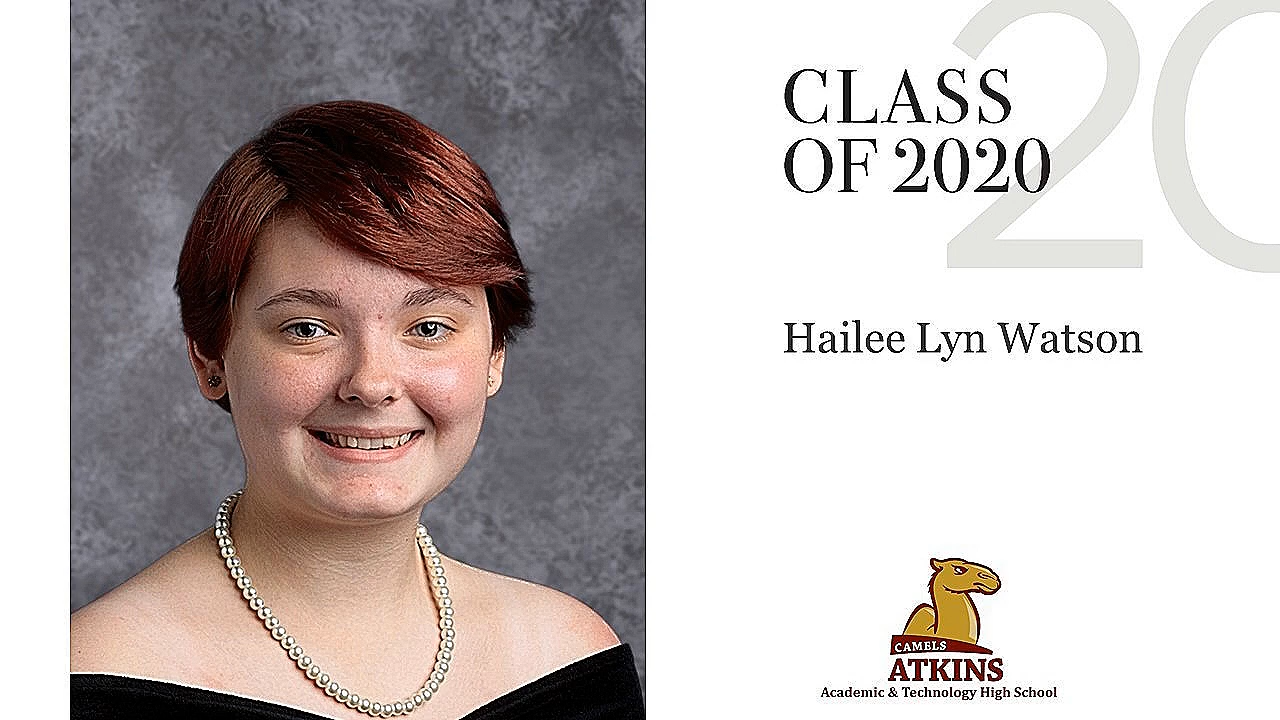 20
CLASS
OF 2020
Hailee Lyn Watson
CAMELS
ATKINS
Academic & Technology High School